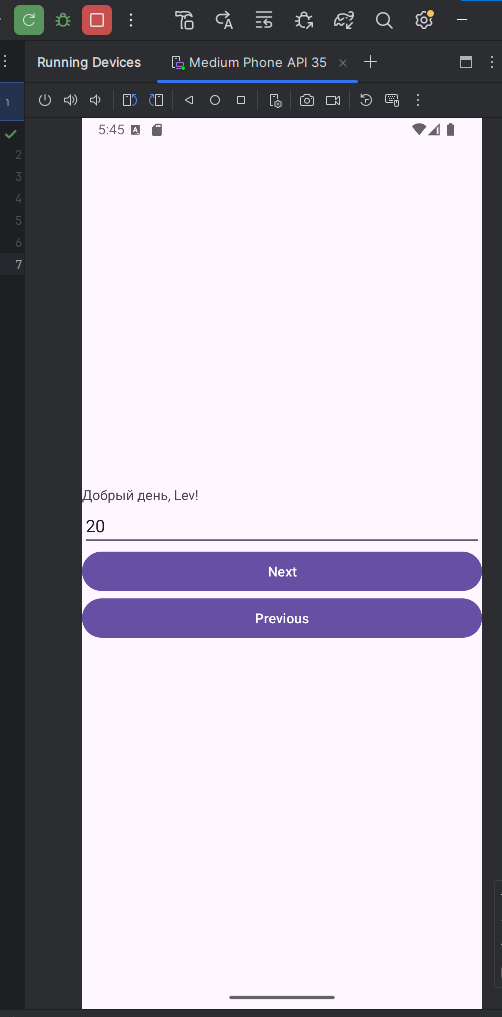 Running Devices
Medium Phone API 35
2
3
4
5
6
7
5:45
Добрый день, Lev!
20
Next
Previous